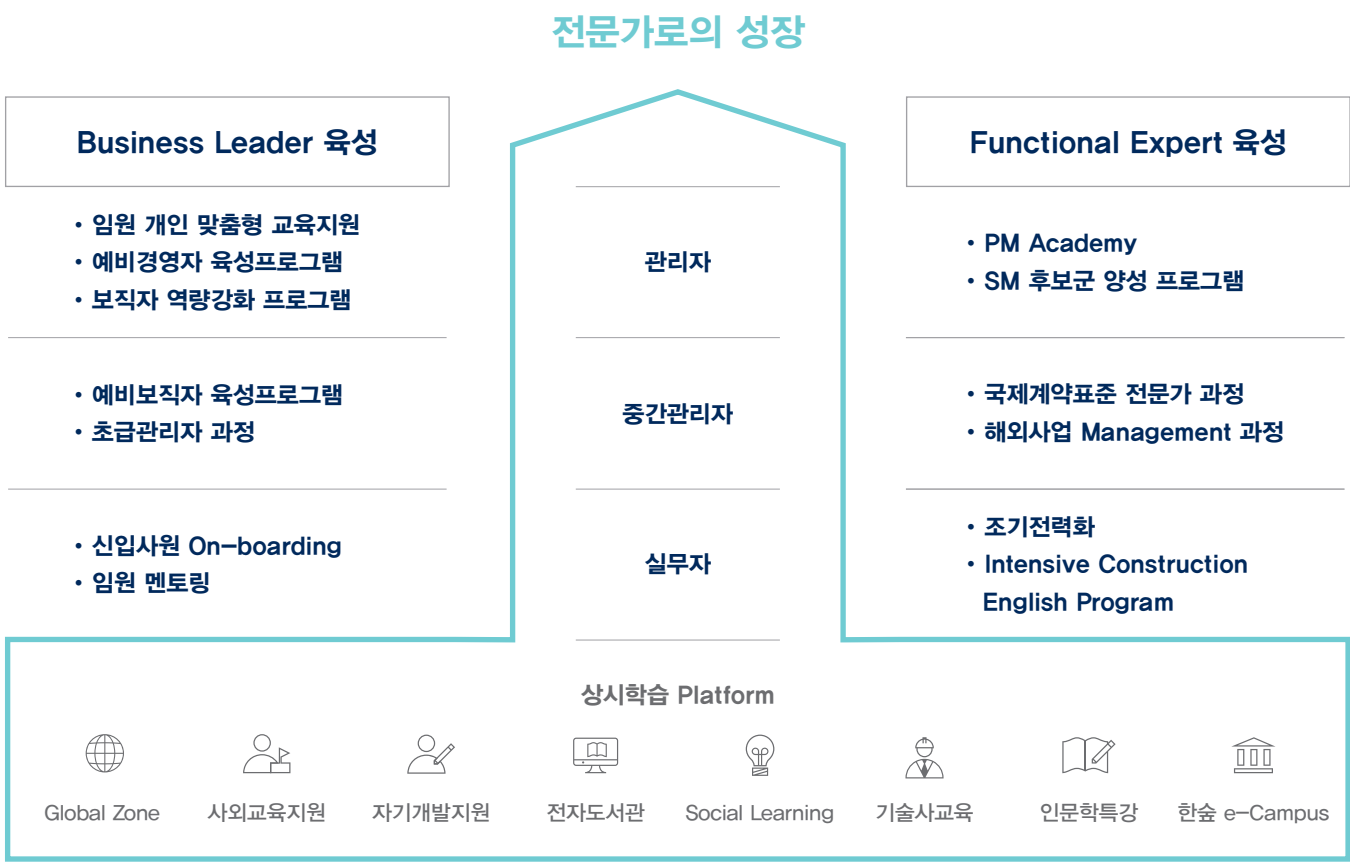 전문가로의 성장
Business Leader 육성
• 임원 개인 맞춤형 교육지원
• 예비경영자 육성프로그램
• 보직자 역량강화 프로그램
• 예비보직자 육성프로그램
• 초급관리자 과정
• 신입사원 On-boarding
• 임원 멘토링
관리자
중간관리자
실무자
Functional Expert 육성
• PM Academy
• SM 후보군 양성 프로그램
• 국제계약표준 전문가 과정
• 해외사업 Management 과정
• 조기전력화
• Intensive Construction
English Program
상시학습 Platform
Global Zone
사외교육지원
자기개발지원
전자도서관
Social Learning
기술사교육
인문학특강
한숲 e-Campus